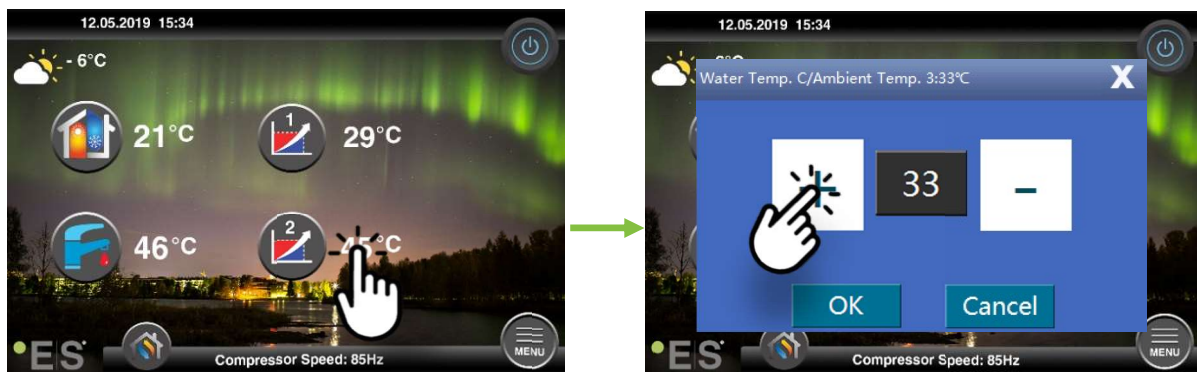 12.05.2019 15:34
- 6°C
21°C
1
29°C
46°C
2
45°C
ES
Compressor Speed: 85Hz
MENU
12.05.2019 15:34
Water Temp. C/Ambient Temp. 3:33℃
X
+
33
-
OK
Cancel
ES
Compressor Speed: 85Hz
MENU